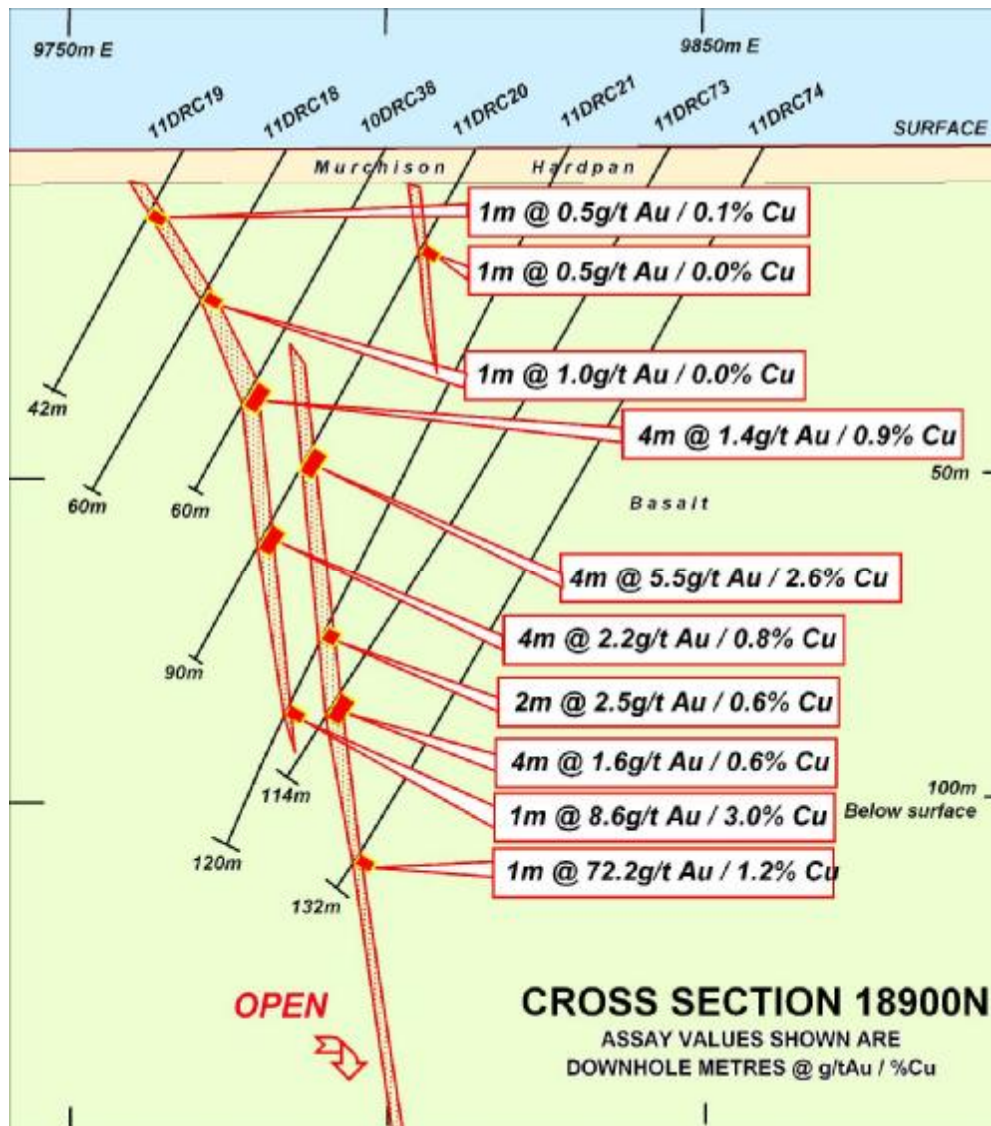 9750m E
9850m E
11DRC19
11DRC18
10DRC38
11DRC20
11DRC21
11DRC73
11DRC74
SURFACE
Murchison Hardpan
1m @ 0.5g/t Au / 0.1% Cu
1m @ 0.5g/t Au / 0.0% Cu
1m @ 1.0g/t Au / 0.0% Cu
42m
4m @ 1.4g/t Au / 0.9% Cu
50m
60m
60m
Basalt
4m @ 5.5g/t Au / 2.6% Cu
4m @ 2.2g/t Au / 0.8% Cu
90m
2m @ 2.5g/t Au / 0.6% Cu
4m @ 1.6g/t Au / 0.6% Cu
114m
100m
Below surface
1m @ 8.6g/t Au / 3.0% Cu
120m
1m @ 72.2g/t Au / 1.2% Cu
132m
OPEN
CROSS SECTION 18900N
ASSAY VALUES SHOWN ARE
DOWNHOLE METRES @ g/tAu / %Cu